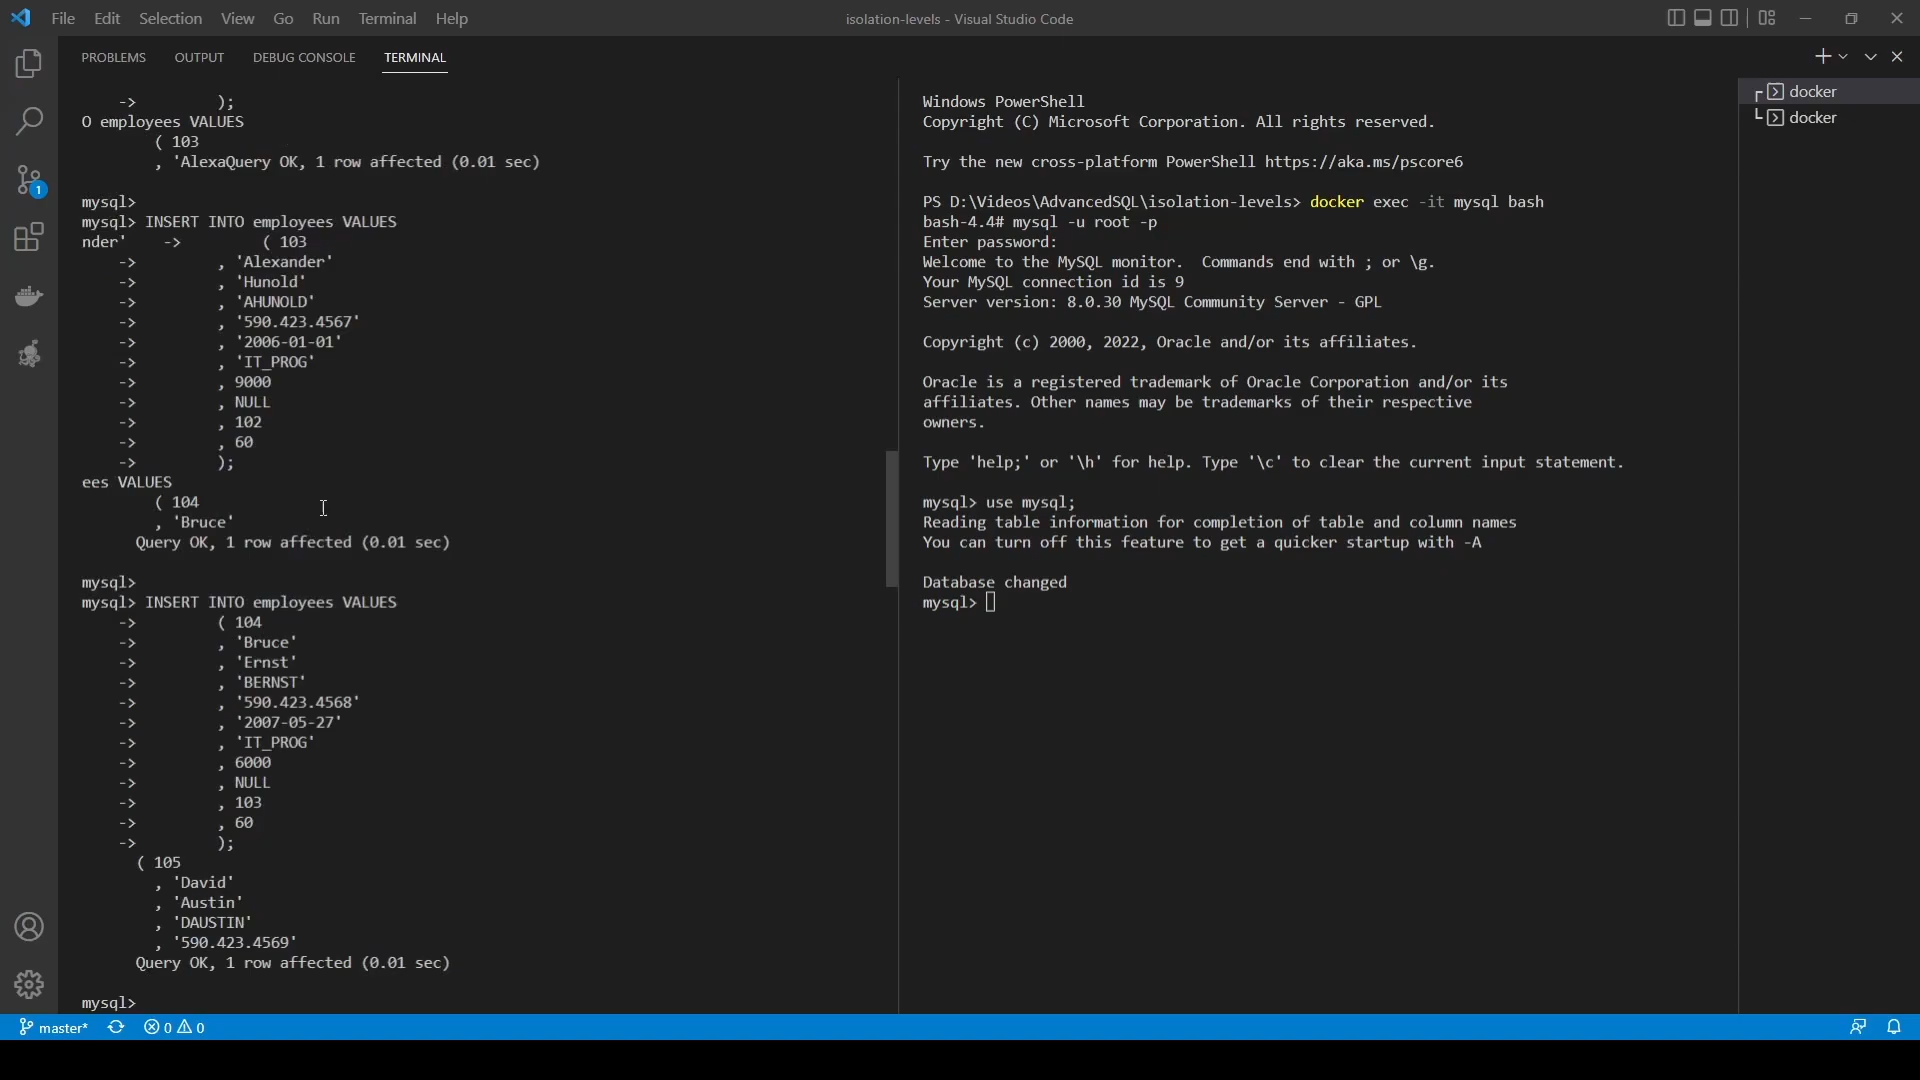 File Edit Selection View Go Run Terminal Help
isolation-levels - Visual Studio Code
PROBLEMS OUTPUT DEBUG CONSOLE TERMINAL
-> );
O employees VALUES
( 103
, 'AlexaQuery OK, 1 row affected (0.01 sec)
mysql>
mysql> INSERT INTO employees VALUES
nder' -> ( 103
-> , 'Alexander'
-> , 'Hunold'
-> , 'AHUNOLD'
-> , '590.423.4567'
-> , '2006-01-01'
-> , 'IT_PROG'
-> , 9000
-> , NULL
-> , 102
-> , 60
-> );
ees VALUES
( 104
, 'Bruce'
Query OK, 1 row affected (0.01 sec)
mysql>
mysql> INSERT INTO employees VALUES
-> ( 104
-> , 'Bruce'
-> , 'Ernst'
-> , 'BERNST'
-> , '590.423.4568'
-> , '2007-05-27'
-> , 'IT_PROG'
-> , 6000
-> , NULL
-> , 103
-> , 60
-> );
( 105
, 'David'
, 'Austin'
, 'DAUSTIN'
, '590.423.4569'
Query OK, 1 row affected (0.01 sec)
mysql>
Windows PowerShell
Copyright (C) Microsoft Corporation. All rights reserved.
Try the new cross-platform PowerShell https://aka.ms/pscore6
PS D:\Videos\AdvancedSQL\isolation-levels> docker exec -it mysql bash
bash-4.4# mysql -u root -p
Enter password:
Welcome to the MySQL monitor. Commands end with ; or \g.
Your MySQL connection id is 9
Server version: 8.0.30 MySQL Community Server - GPL
Copyright (c) 2000, 2022, Oracle and/or its affiliates.
Oracle is a registered trademark of Oracle Corporation and/or its
affiliates. Other names may be trademarks of their respective
owners.
Type 'help;' or '\h' for help. Type '\c' to clear the current input statement.
mysql> use mysql;
Reading table information for completion of table and column names
You can turn off this feature to get a quicker startup with -A
Database changed
mysql>
docker
docker
1
master* 0 0